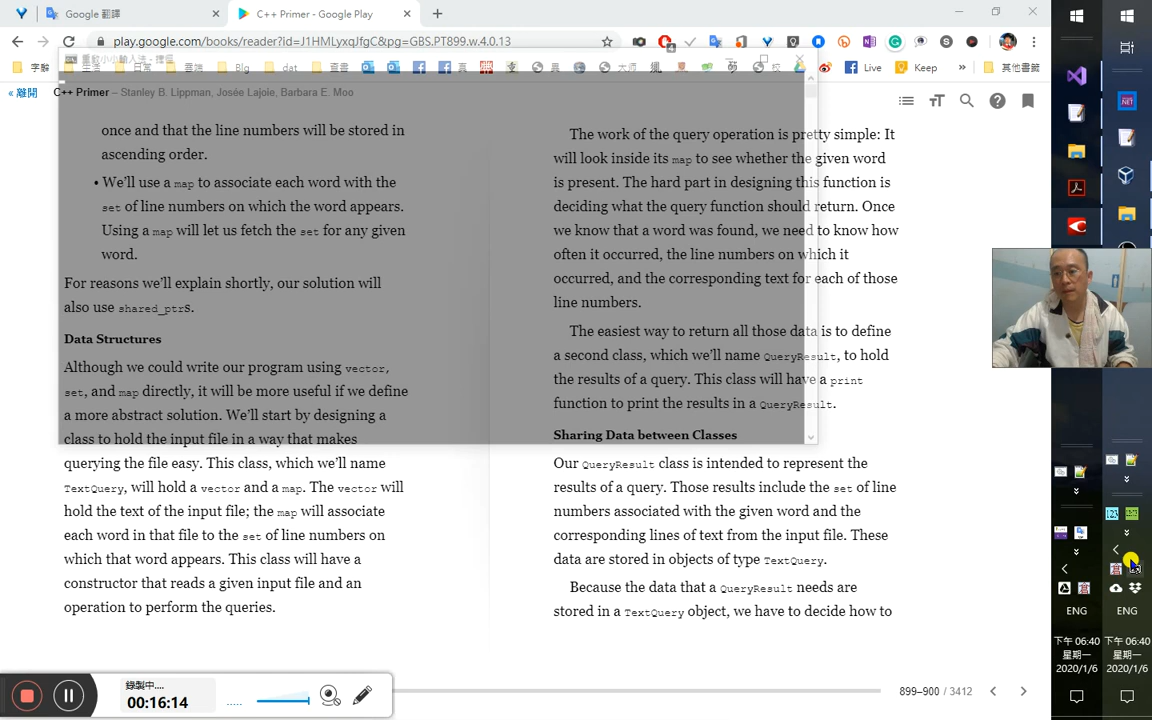 Google 翻譯
C++ Primer - Google Play
play.google.com/books/reader?id=J1HMLyxqJfgC&pg=GBS.PT899.w.4.0.13
字辭
生活
日常
雲端
Blg
dat
查書
Live
Keep
其他書籤
« 離開
C++ Primer – Stanley B. Lippman, Josée Lajoie, Barbara E. Moo
once and that the line numbers will be stored in
ascending order.
• We'll use a map to associate each word with the
set of line numbers on which the word appears.
Using a map will let us fetch the set for any given
word.
For reasons we'll explain shortly, our solution will
also use shared_ptrs.
Data Structures
Although we could write our program using vector,
set, and map directly, it will be more useful if we define
a more abstract solution. We'll start by designing a
class to hold the input file in a way that makes
querying the file easy. This class, which we'll name
TextQuery, will hold a vector and a map. The vector will
hold the text of the input file; the map will associate
each word in that file to the set of line numbers on
which that word appears. This class will have a
constructor that reads a given input file and an
operation to perform the queries.
The work of the query operation is pretty simple: It
will look inside its map to see whether the given word
is present. The hard part in designing this function is
deciding what the query function should return. Once
we know that a word was found, we need to know how
often it occurred, the line numbers on which it
occurred, and the corresponding text for each of those
line numbers.
The easiest way to return all those data is to define
a second class, which we'll name QueryResult, to hold
the results of a query. This class will have a print
function to print the results in a QueryResult.
Sharing Data between Classes
Our QueryResult class is intended to represent the
results of a query. Those results include the set of line
numbers associated with the given word and the
corresponding lines of text from the input file. These
data are stored in objects of type TextQuery.
Because the data that a QueryResult needs are
stored in a TextQuery object, we have to decide how to
899–900 / 3412
錄製中....
00:16:14
ENG
下午 06:40
星期一
2020/1/6
ENG
下午 06:40
星期一
2020/1/6